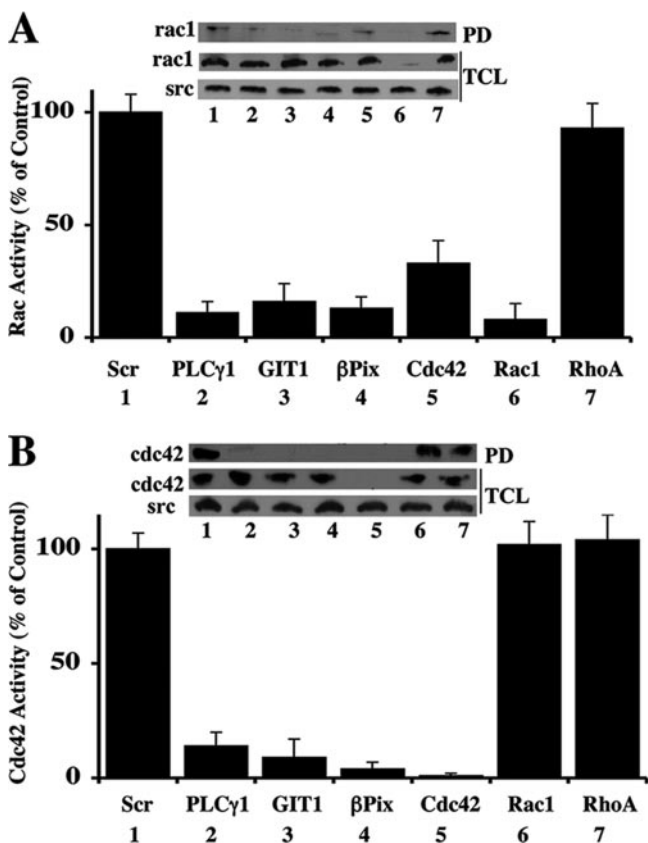 A
rac1 PD
rac1
TCL
src
1 2 3 4 5 6 7
Rac Activity (% of Control)
100
50
0
Scr PLCγ1 GIT1 βPix Cdc42 Rac1 RhoA
1 2 3 4 5 6 7
B
cdc42 PD
cdc42
TCL
src
1 2 3 4 5 6 7
Cdc42 Activity (% of Control)
100
50
0
Scr PLCγ1 GIT1 βPix Cdc42 Rac1 RhoA
1 2 3 4 5 6 7